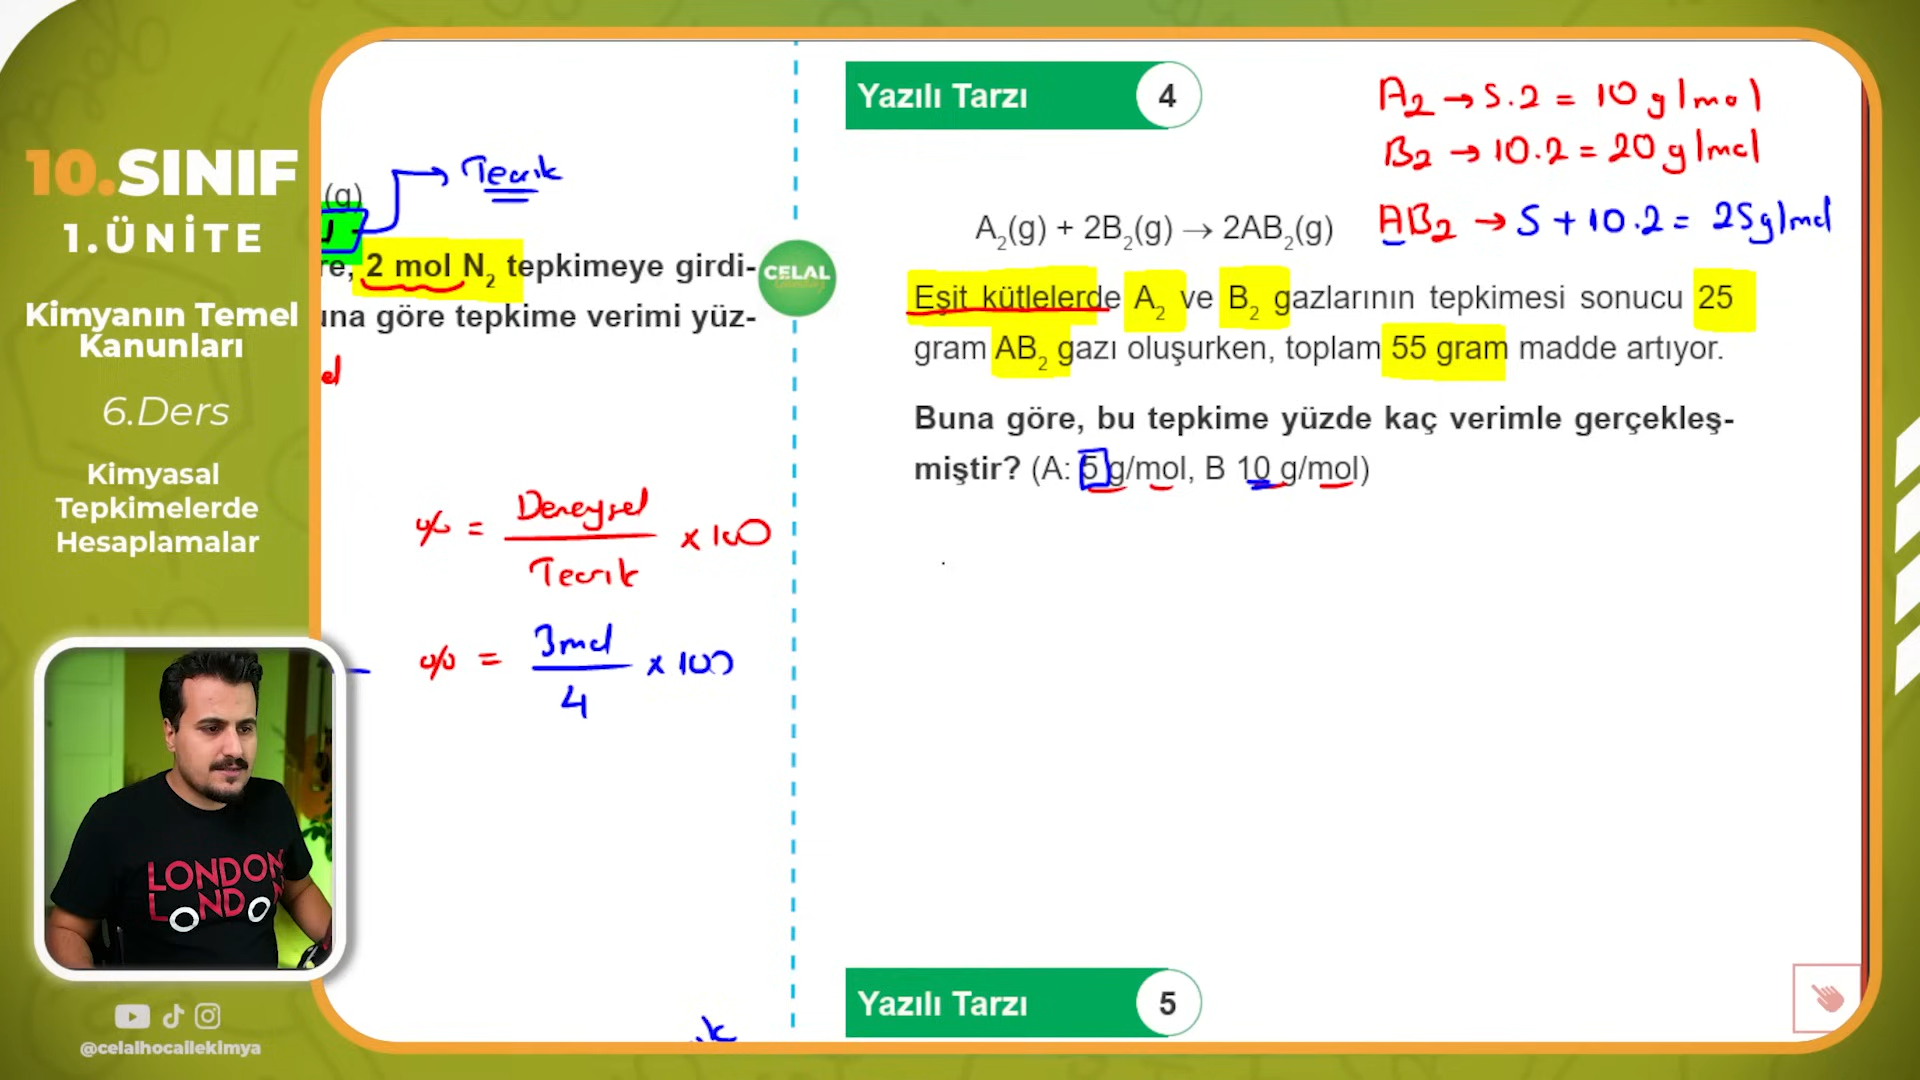 10.SINIF
1.ÜNİTE
Kimyanın Temel
Kanunları
6.Ders
Kimyasal
Tepkimelerde
Hesaplamalar
LONDON
LONDON
@celalhocallekimya
(g)
Teorik
re, 2 mol N₂ tepkimeye girdi-
una göre tepkime verimi yüz-
el
% = Deneysel / Teorik x 100
% = 3mol / 4 x 100
CELAL
Yazılı Tarzı 4
A₂ → 5.2 = 10 g/mol
B₂ → 10.2 = 20 g/mol
AB₂ → 5 + 10.2 = 25g/mol
A₂(g) + 2B₂(g) → 2AB₂(g)
Eşit kütlelerde A₂ ve B₂ gazlarının tepkimesi sonucu 25
gram AB₂ gazı oluşurken, toplam 55 gram madde artıyor.
Buna göre, bu tepkime yüzde kaç verimle gerçekleş-
miştir? (A: 5 g/mol, B 10 g/mol)
Yazılı Tarzı 5